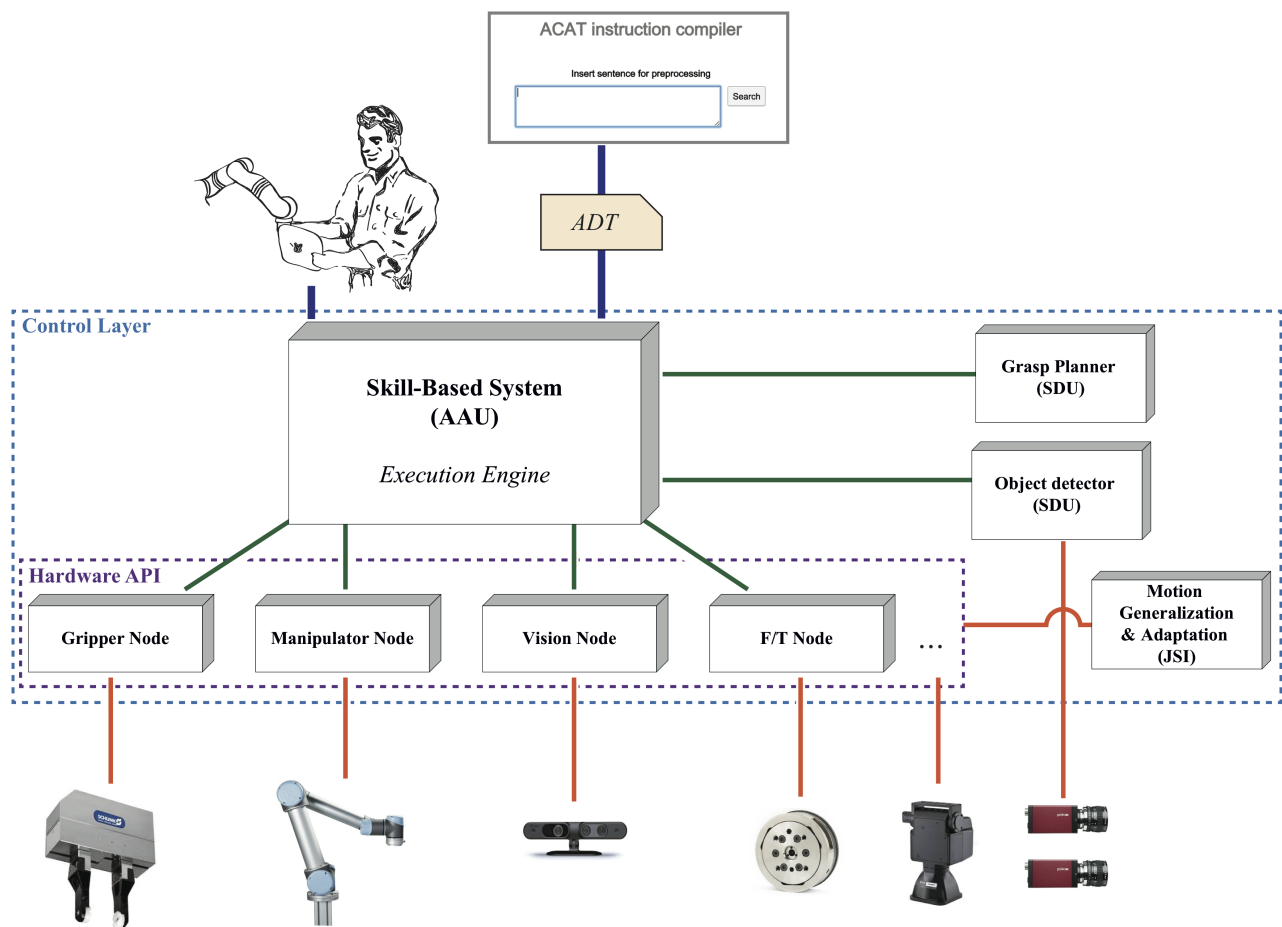 ACAT instruction compiler
Insert sentence for preprocessing
Search
ADT
Control Layer
Skill-Based System
(AAU)
Execution Engine
Grasp Planner
(SDU)
Object detector
(SDU)
Hardware API
Gripper Node
Manipulator Node
Vision Node
F/T Node
...
Motion
Generalization
& Adaptation
(JSI)
SCHUNK